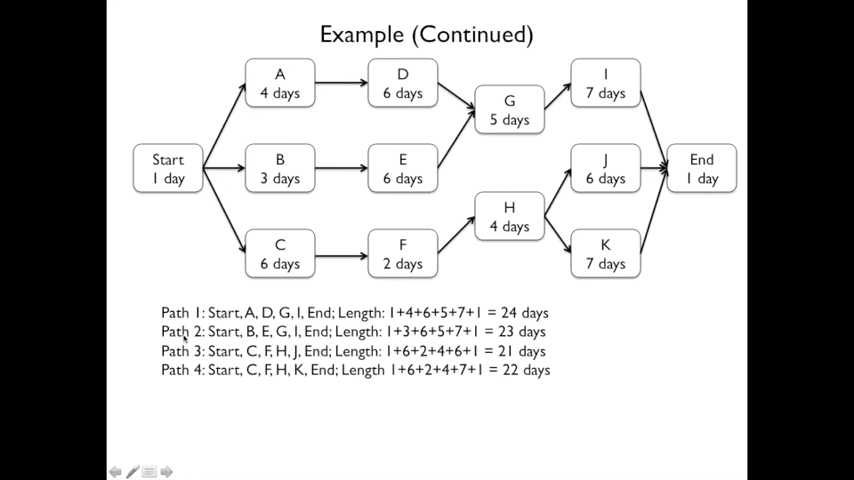 Example (Continued)
A
4 days
D
6 days
G
5 days
I
7 days
Start
1 day
B
3 days
E
6 days
J
6 days
End
1 day
H
4 days
C
6 days
F
2 days
K
7 days
Path 1: Start, A, D, G, I, End; Length: 1+4+6+5+7+1 = 24 days
Path 2: Start, B, E, G, I, End; Length: 1+3+6+5+7+1 = 23 days
Path 3: Start, C, F, H, J, End; Length: 1+6+2+4+6+1 = 21 days
Path 4: Start, C, F, H, K, End; Length 1+6+2+4+7+1 = 22 days